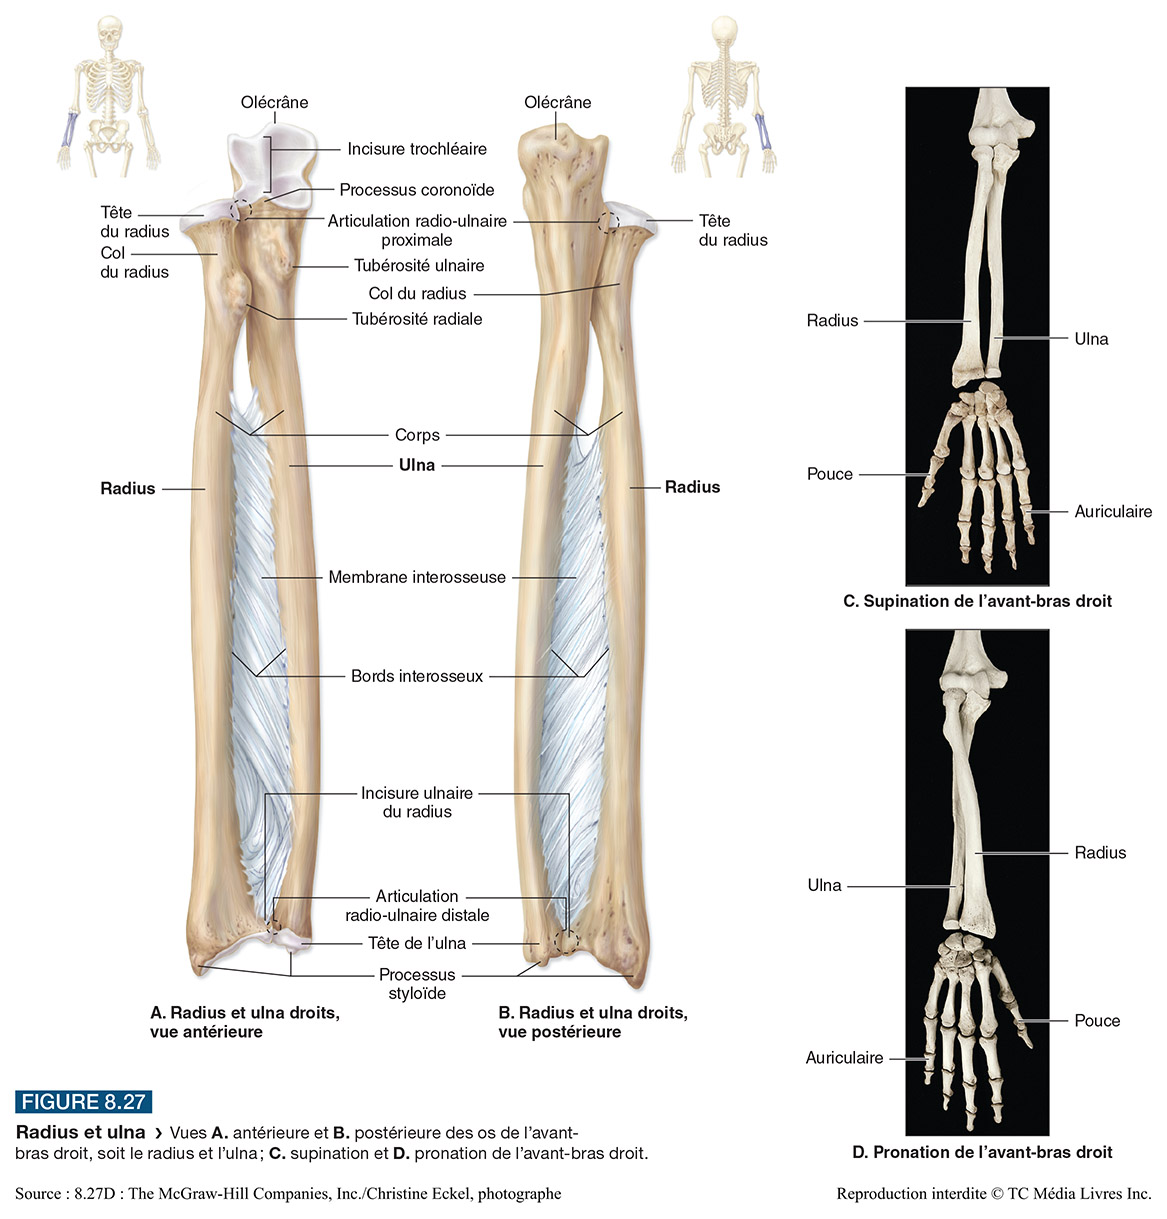 Olécrâne
Incisure trochléaire
Processus coronoïde
Tête
du radius
Articulation radio-ulnaire
proximale
Col
du radius
Tubérosité ulnaire
Col du radius
Tubérosité radiale
Olécrâne
Tête
du radius
Corps
Ulna
Radius
Radius
Membrane interosseuse
Bords interosseux
Incisure ulnaire
du radius
Articulation
radio-ulnaire distale
Tête de l'ulna
Processus
styloïde
A. Radius et ulna droits,
vue antérieure
B. Radius et ulna droits,
vue postérieure
Radius
Ulna
Pouce
Auriculaire
C. Supination de l'avant-bras droit
Radius
Ulna
Pouce
Auriculaire
D. Pronation de l'avant-bras droit
FIGURE 8.27
Radius et ulna › Vues A. antérieure et B. postérieure des os de l'avant-
bras droit, soit le radius et l'ulna ; C. supination et D. pronation de l'avant-bras droit.
Source : 8.27D : The McGraw-Hill Companies, Inc./Christine Eckel, photographe
Reproduction interdite © TC Média Livres Inc.